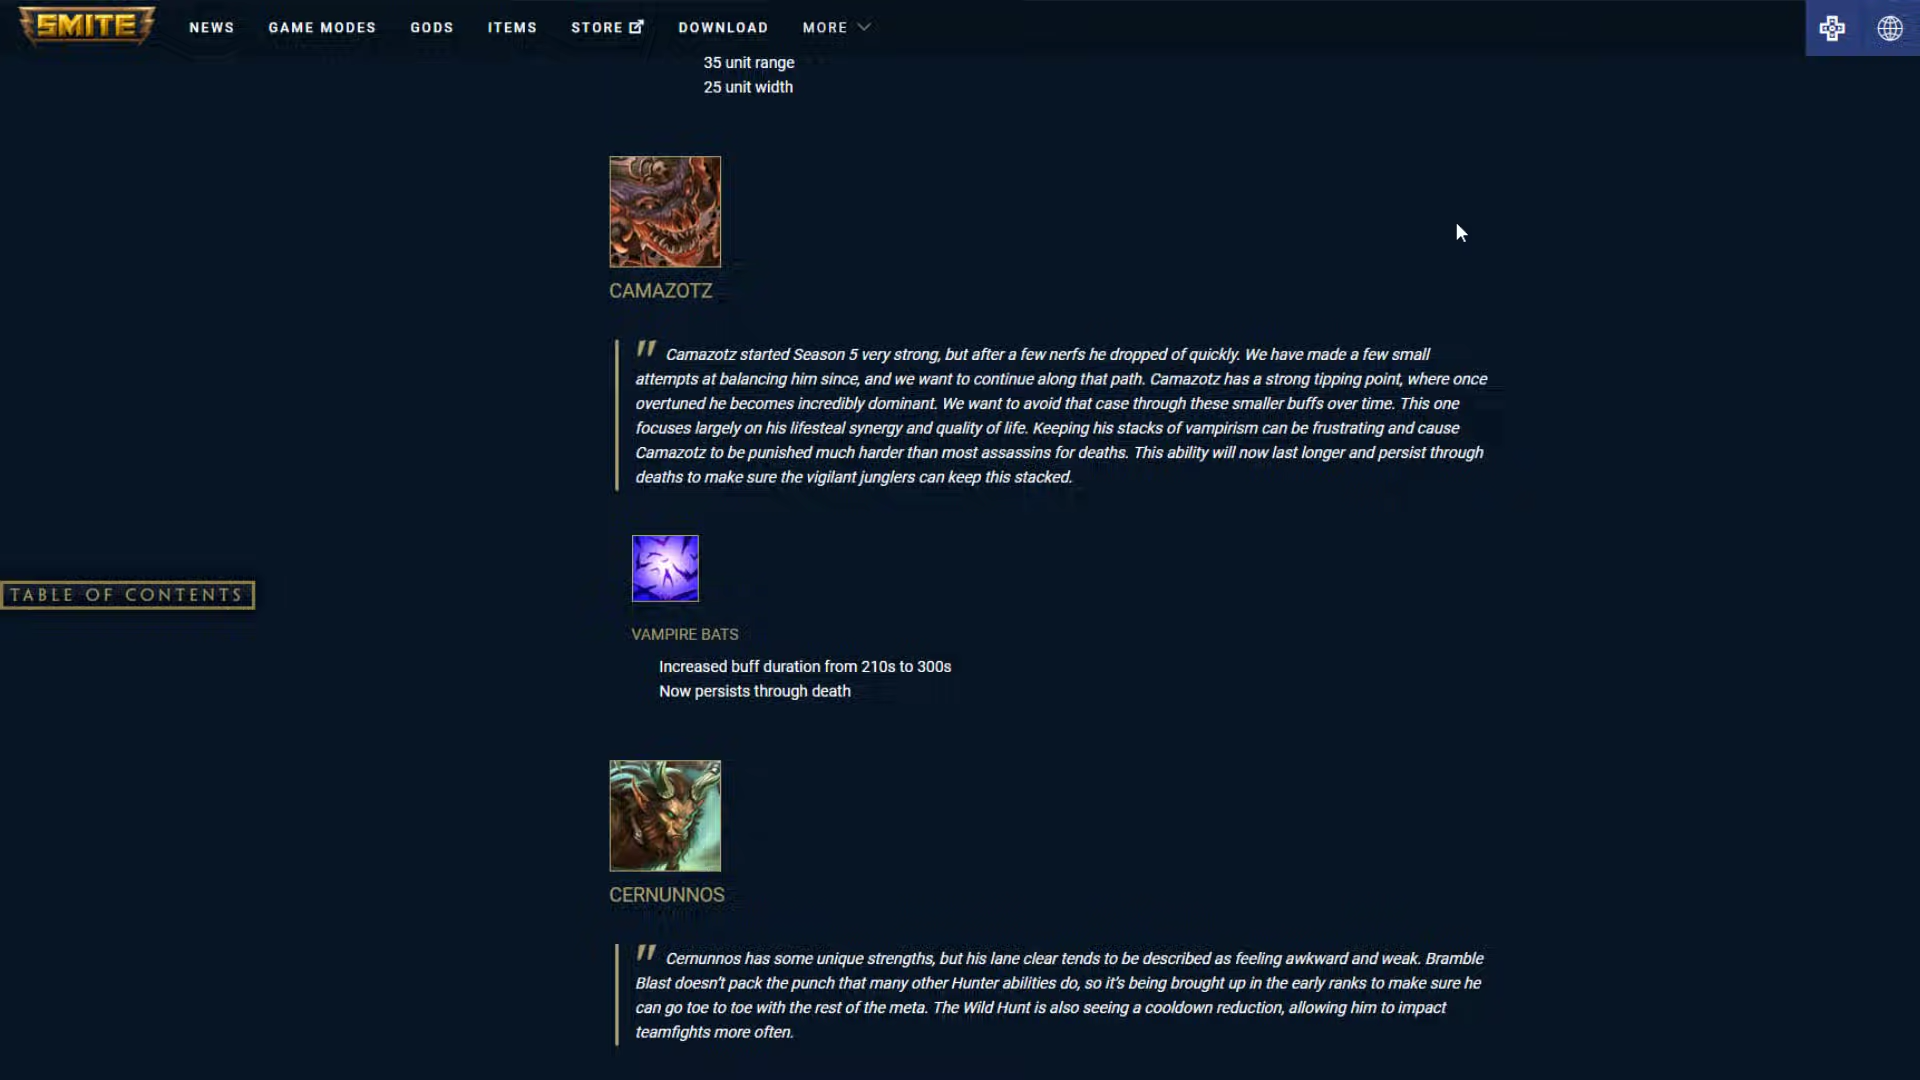 SMITE
NEWS
GAME MODES
GODS
ITEMS
STORE
DOWNLOAD
MORE
35 unit range
25 unit width
CAMAZOTZ
" Camazotz started Season 5 very strong, but after a few nerfs he dropped of quickly. We have made a few small
attempts at balancing him since, and we want to continue along that path. Camazotz has a strong tipping point, where once
overtuned he becomes incredibly dominant. We want to avoid that case through these smaller buffs over time. This one
focuses largely on his lifesteal synergy and quality of life. Keeping his stacks of vampirism can be frustrating and cause
Camazotz to be punished much harder than most assassins for deaths. This ability will now last longer and persist through
deaths to make sure the vigilant junglers can keep this stacked.
TABLE OF CONTENTS
VAMPIRE BATS
Increased buff duration from 210s to 300s
Now persists through death
CERNUNNOS
" Cernunnos has some unique strengths, but his lane clear tends to be described as feeling awkward and weak. Bramble
Blast doesn't pack the punch that many other Hunter abilities do, so it's being brought up in the early ranks to make sure he
can go toe to toe with the rest of the meta. The Wild Hunt is also seeing a cooldown reduction, allowing him to impact
teamfights more often.